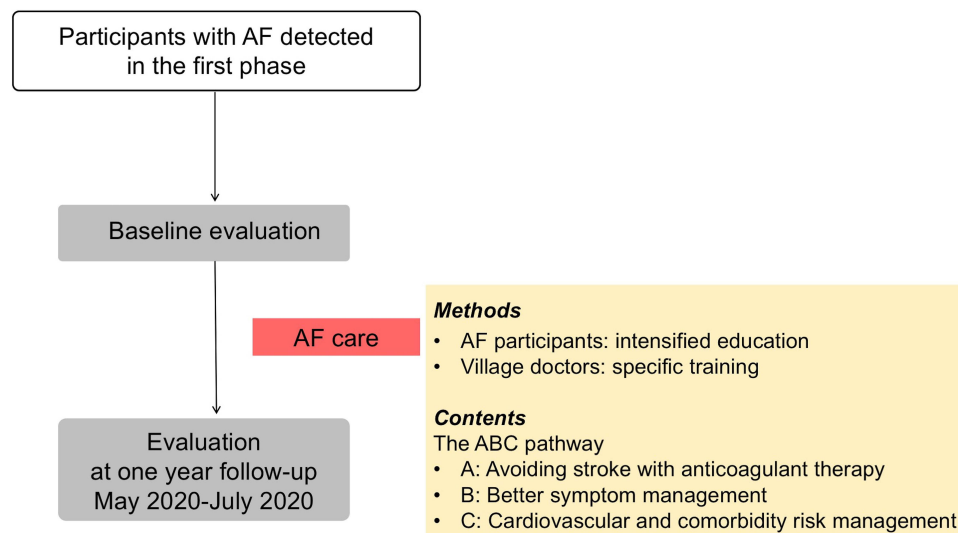 Participants with AF detected
in the first phase
Baseline evaluation
AF care
Methods
• AF participants: intensified education
• Village doctors: specific training
Contents
The ABC pathway
• A: Avoiding stroke with anticoagulant therapy
• B: Better symptom management
• C: Cardiovascular and comorbidity risk management
Evaluation
at one year follow-up
May 2020-July 2020